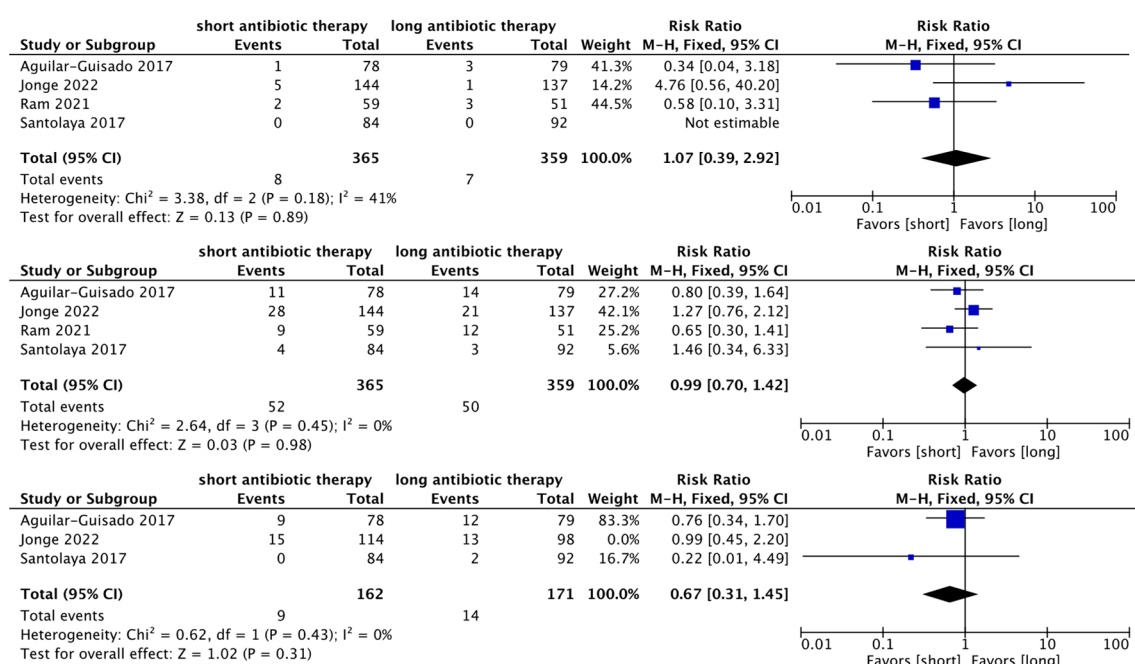 short antibiotic therapy long antibiotic therapy Risk Ratio Risk Ratio
Study or Subgroup Events Total Events Total Weight M-H, Fixed, 95% CI M-H, Fixed, 95% CI
Aguilar-Guisado 2017 1 78 3 79 41.3% 0.34 [0.04, 3.18]
Jonge 2022 5 144 1 137 14.2% 4.76 [0.56, 40.20]
Ram 2021 2 59 3 51 44.5% 0.58 [0.10, 3.31]
Santolaya 2017 0 84 0 92 Not estimable
Total (95% CI) 365 359 100.0% 1.07 [0.39, 2.92]
Total events 8 7
Heterogeneity: Chi² = 3.38, df = 2 (P = 0.18); I² = 41%
Test for overall effect: Z = 0.13 (P = 0.89)
0.01 0.1 1 10 100
Favors [short] Favors [long]
short antibiotic therapy long antibiotic therapy Risk Ratio Risk Ratio
Study or Subgroup Events Total Events Total Weight M-H, Fixed, 95% CI M-H, Fixed, 95% CI
Aguilar-Guisado 2017 11 78 14 79 27.2% 0.80 [0.39, 1.64]
Jonge 2022 28 144 21 137 42.1% 1.27 [0.76, 2.12]
Ram 2021 9 59 12 51 25.2% 0.65 [0.30, 1.41]
Santolaya 2017 4 84 3 92 5.6% 1.46 [0.34, 6.33]
Total (95% CI) 365 359 100.0% 0.99 [0.70, 1.42]
Total events 52 50
Heterogeneity: Chi² = 2.64, df = 3 (P = 0.45); I² = 0%
Test for overall effect: Z = 0.03 (P = 0.98)
0.01 0.1 1 10 100
Favors [short] Favors [long]
short antibiotic therapy long antibiotic therapy Risk Ratio Risk Ratio
Study or Subgroup Events Total Events Total Weight M-H, Fixed, 95% CI M-H, Fixed, 95% CI
Aguilar-Guisado 2017 9 78 12 79 83.3% 0.76 [0.34, 1.70]
Jonge 2022 15 114 13 98 0.0% 0.99 [0.45, 2.20]
Santolaya 2017 0 84 2 92 16.7% 0.22 [0.01, 4.49]
Total (95% CI) 162 171 100.0% 0.67 [0.31, 1.45]
Total events 9 14
Heterogeneity: Chi² = 0.62, df = 1 (P = 0.43); I² = 0%
Test for overall effect: Z = 1.02 (P = 0.31)
0.01 0.1 1 10 100
Favors [short] Favors [long]